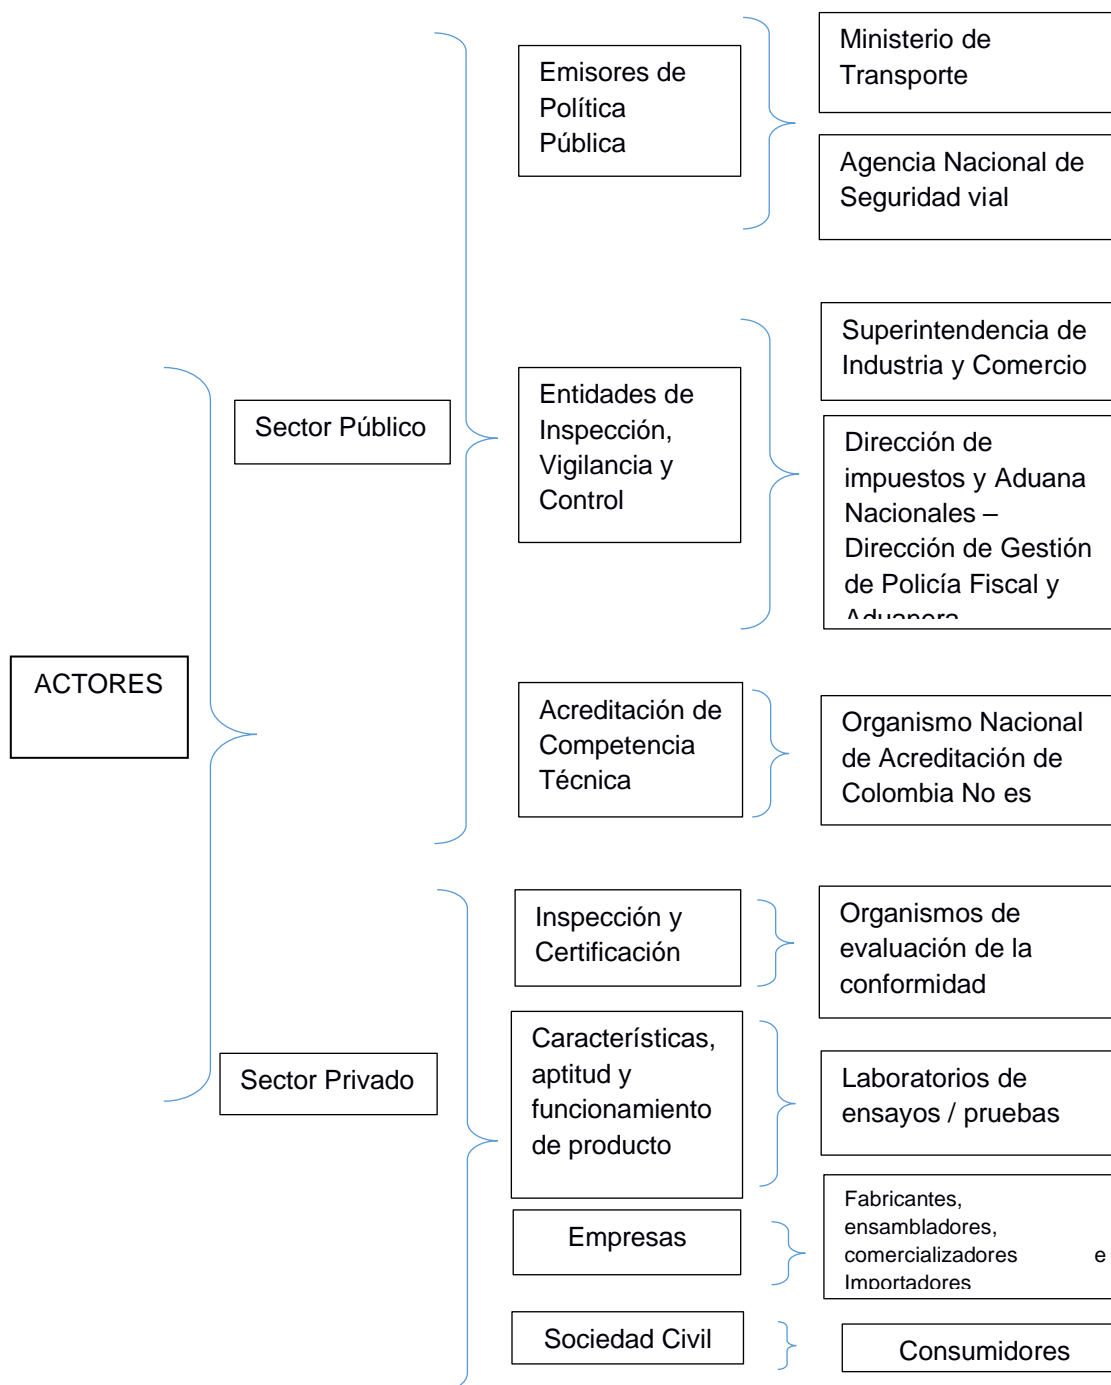 ACTORES
Sector Público
Emisores de
Política
Pública
Ministerio de
Transporte
Agencia Nacional de
Seguridad vial
Entidades de
Inspección,
Vigilancia y
Control
Superintendencia de
Industria y Comercio
Dirección de
impuestos y Aduana
Nacionales –
Dirección de Gestión
de Policía Fiscal y
Aduanera
Acreditación de
Competencia
Técnica
Organismo Nacional
de Acreditación de
Colombia No es
Sector Privado
Inspección y
Certificación
Organismos de
evaluación de la
conformidad
Características,
aptitud y
funcionamiento
de producto
Laboratorios de
ensayos / pruebas
Empresas
Fabricantes,
ensambladores,
comercializadores e
Importadores
Sociedad Civil
Consumidores